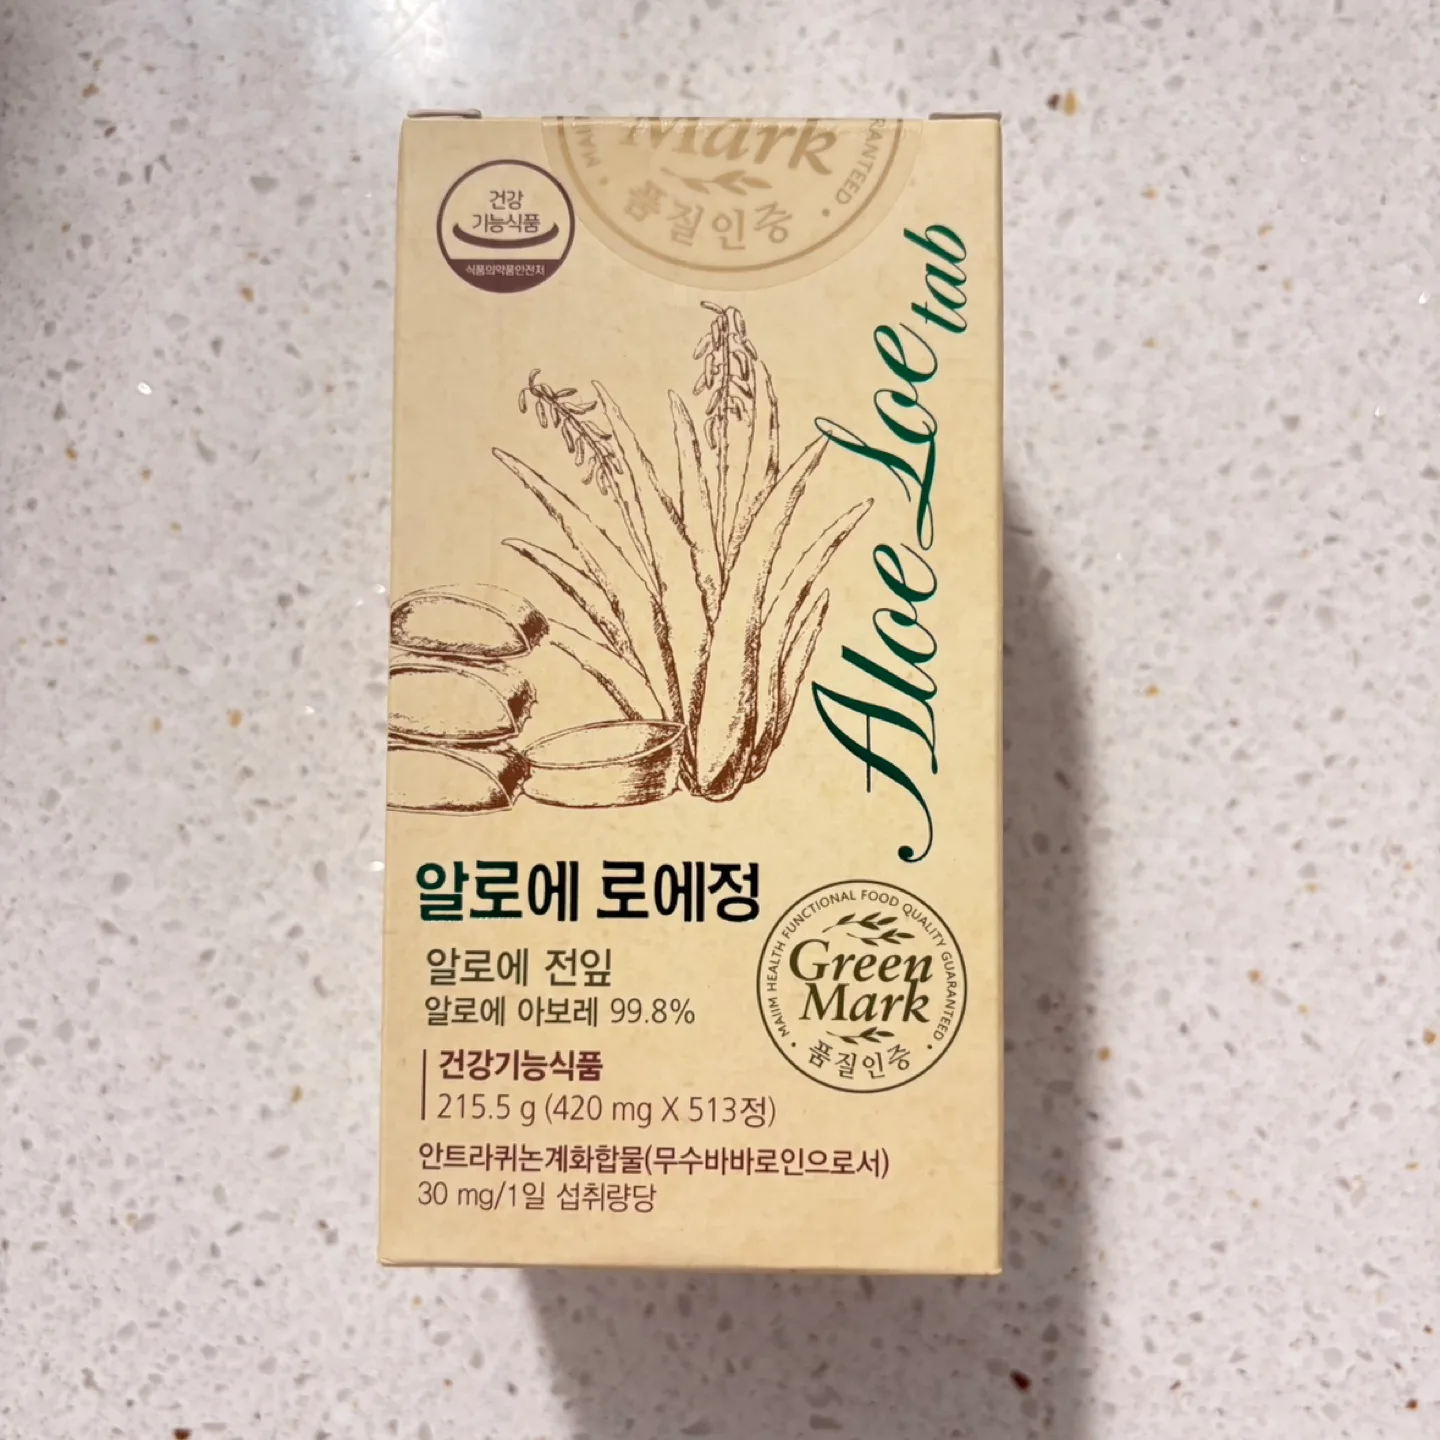 건강
기능식품
식품의약품안전처
Mark
품질인증
RANTEED
MAII
Aloe Loe tab
알로에 로에정
알로에 전잎
알로에 아보레 99.8%
건강기능식품
215.5 g (420 mg X 513정)
안트라퀴논계화합물(무수바바로인으로서)
30 mg/1일 섭취량당
MAIIM HEALTH FUNCTIONAL FOOD QUALITY GUARANTEED
Green
Mark
품질인증